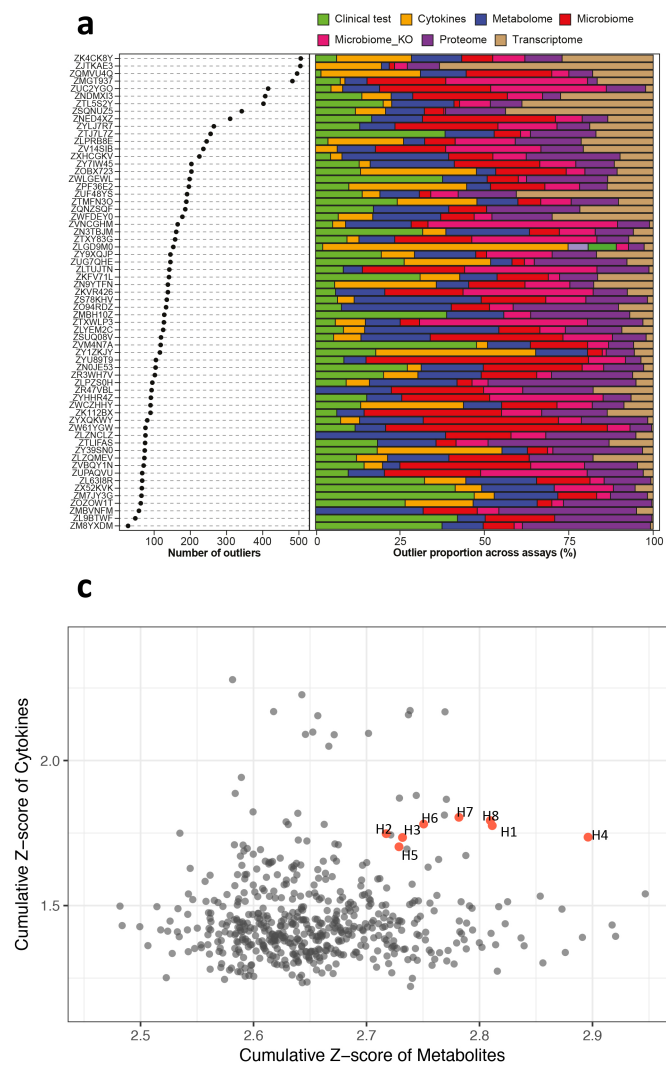 a
Clinical test Cytokines Metabolome Microbiome
Microbiome_KO Proteome Transcriptome
ZK4CK8Y
ZJTKAE3
ZQMVU4Q
ZMGT937
ZUC2YGO
ZNDMXI3
ZTL5S2Y
ZSQNUZ5
ZNED4XZ
ZYLJ7R7
ZTJ7L7Z
ZLPRB8E
ZV14SIB
ZXHCGKV
ZY7IW45
ZOBX723
ZWLGEWL
ZPF36E2
ZUF48YS
ZTMFN3O
ZQNZSQF
ZWFDEY0
ZVNCGHM
ZN3TBJM
ZTXY83G
ZLGD9M0
ZY9XQJP
ZUG7QHE
ZLTUJTN
ZKFV71L
ZN9YTFN
ZKVR426
ZS78KHV
ZO94RDZ
ZMBH10Z
ZTXWLP3
ZLYEM2C
ZSUQ08V
ZVM4N7A
ZY1ZKJY
ZYU89T9
ZN0JE53
ZR3WH7V
ZLPZS0H
ZR47VBL
ZYHHR4Z
ZWCZHHY
ZK112BX
ZYXQKWY
ZW61YGW
ZLZNCLZ
ZTLIFAS
ZY39SN0
ZLZQMEV
ZVBQY1N
ZUPAQVU
ZL63I8R
ZX52KVK
ZM7JY3G
ZOZOW1T
ZMBVNFM
ZL9BTWF
ZM8YXDM
100 200 300 400 500 0 25 50 75 100
Number of outliers Outlier proportion across assays (%)
c
Cumulative Z−score of Cytokines
2.0
1.5
H2 H3 H6 H7 H8 H1 H4
H5
2.5 2.6 2.7 2.8 2.9
Cumulative Z−score of Metabolites